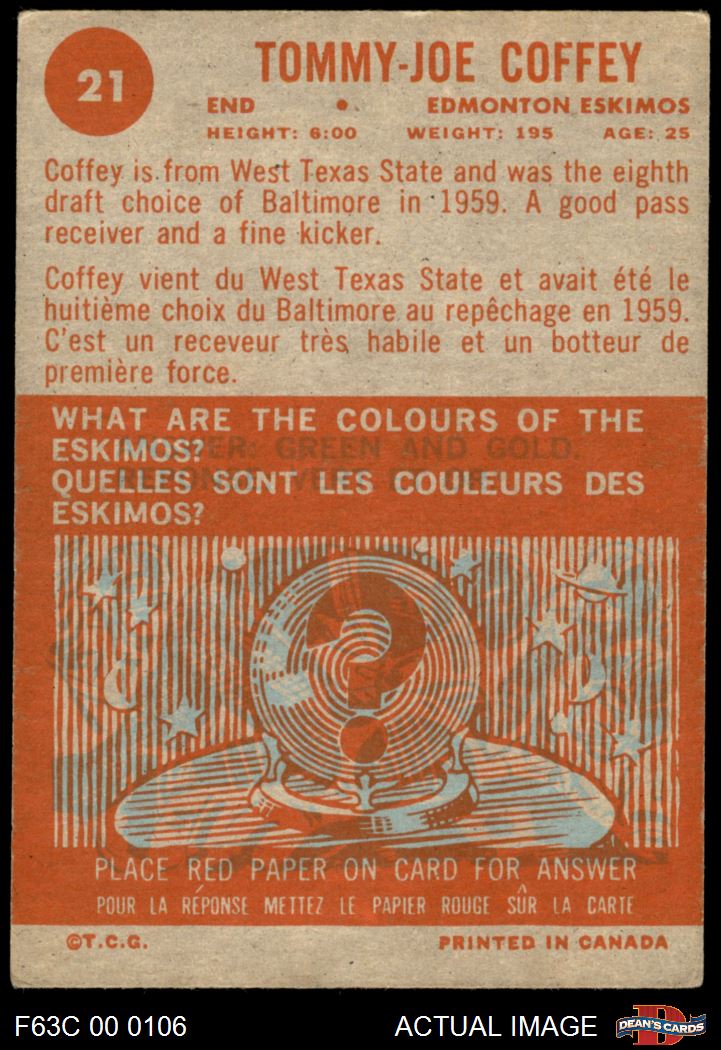 21
TOMMY-JOE COFFEY
END • EDMONTON ESKIMOS
HEIGHT: 6:00 WEIGHT: 195 AGE: 25
Coffey is from West Texas State and was the eighth
draft choice of Baltimore in 1959. A good pass
receiver and a fine kicker.
Coffey vient du West Texas State et avait été le
huitième choix du Baltimore au repêchage en 1959.
C'est un receveur très habile et un botteur de
première force.
WHAT ARE THE COLOURS OF THE
ESKIMOS?
ANSWER: GREEN AND GOLD.
QUELLES SONT LES COULEURS DES
ESKIMOS?
?
PLACE RED PAPER ON CARD FOR ANSWER
POUR LA RÉPONSE METTEZ LE PAPIER ROUGE SÛR LA CARTE
©T.C.G. PRINTED IN CANADA
F63C 00 0106 ACTUAL IMAGE
D
DEAN'S CARDS